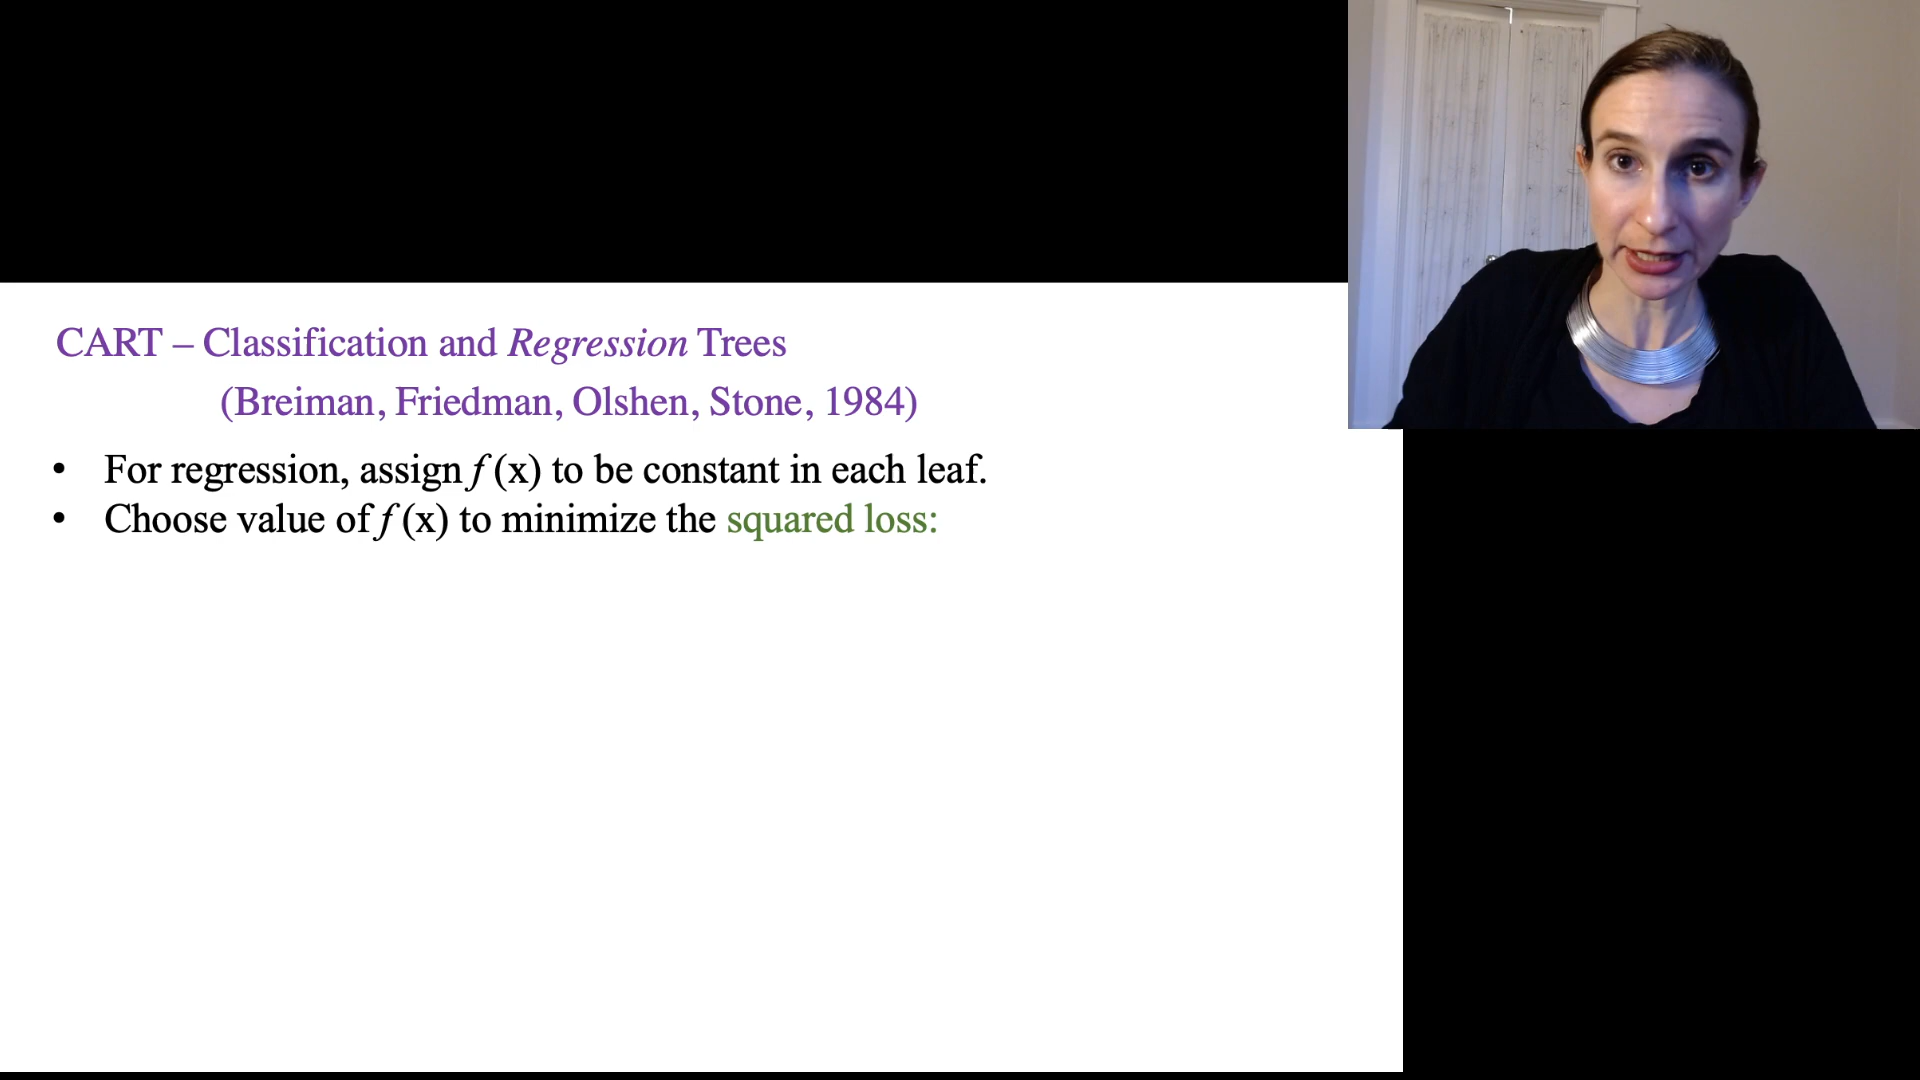 CART – Classification and Regression Trees
(Breiman, Friedman, Olshen, Stone, 1984)
• For regression, assign f (x) to be constant in each leaf.
• Choose value of f (x) to minimize the squared loss: